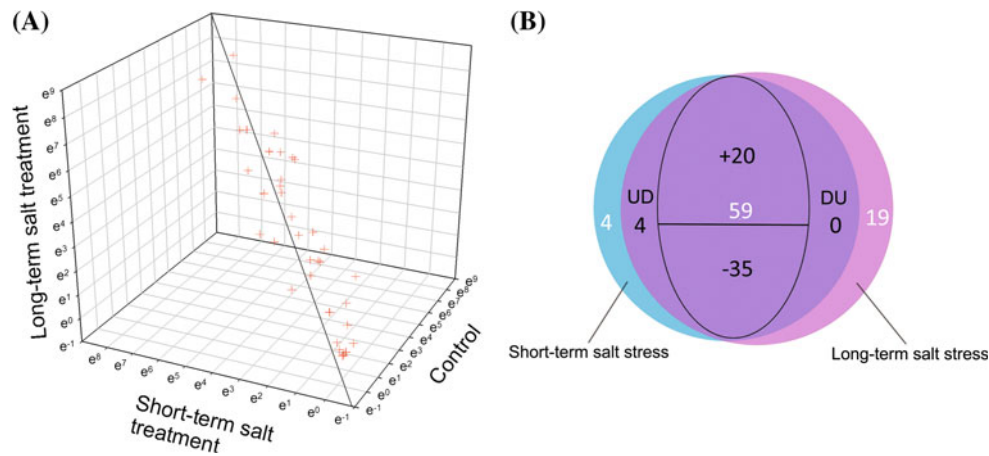 (A)
Long-term salt treatment
e⁹
e⁸
e⁷
e⁶
e⁵
e⁴
e³
e²
e¹
e⁰
e⁻¹
e⁸
e⁷
e⁶
e⁵
e⁴
e³
e²
e¹
e⁰
e⁻¹
Short-term salt
treatment
e⁻¹
e⁰
e¹
e²
e³
e⁴
e⁵
e⁶
e⁷
e⁸
e⁹
Control
(B)
+20
UD
DU
4
4
59
0
19
-35
Short-term salt stress
Long-term salt stress